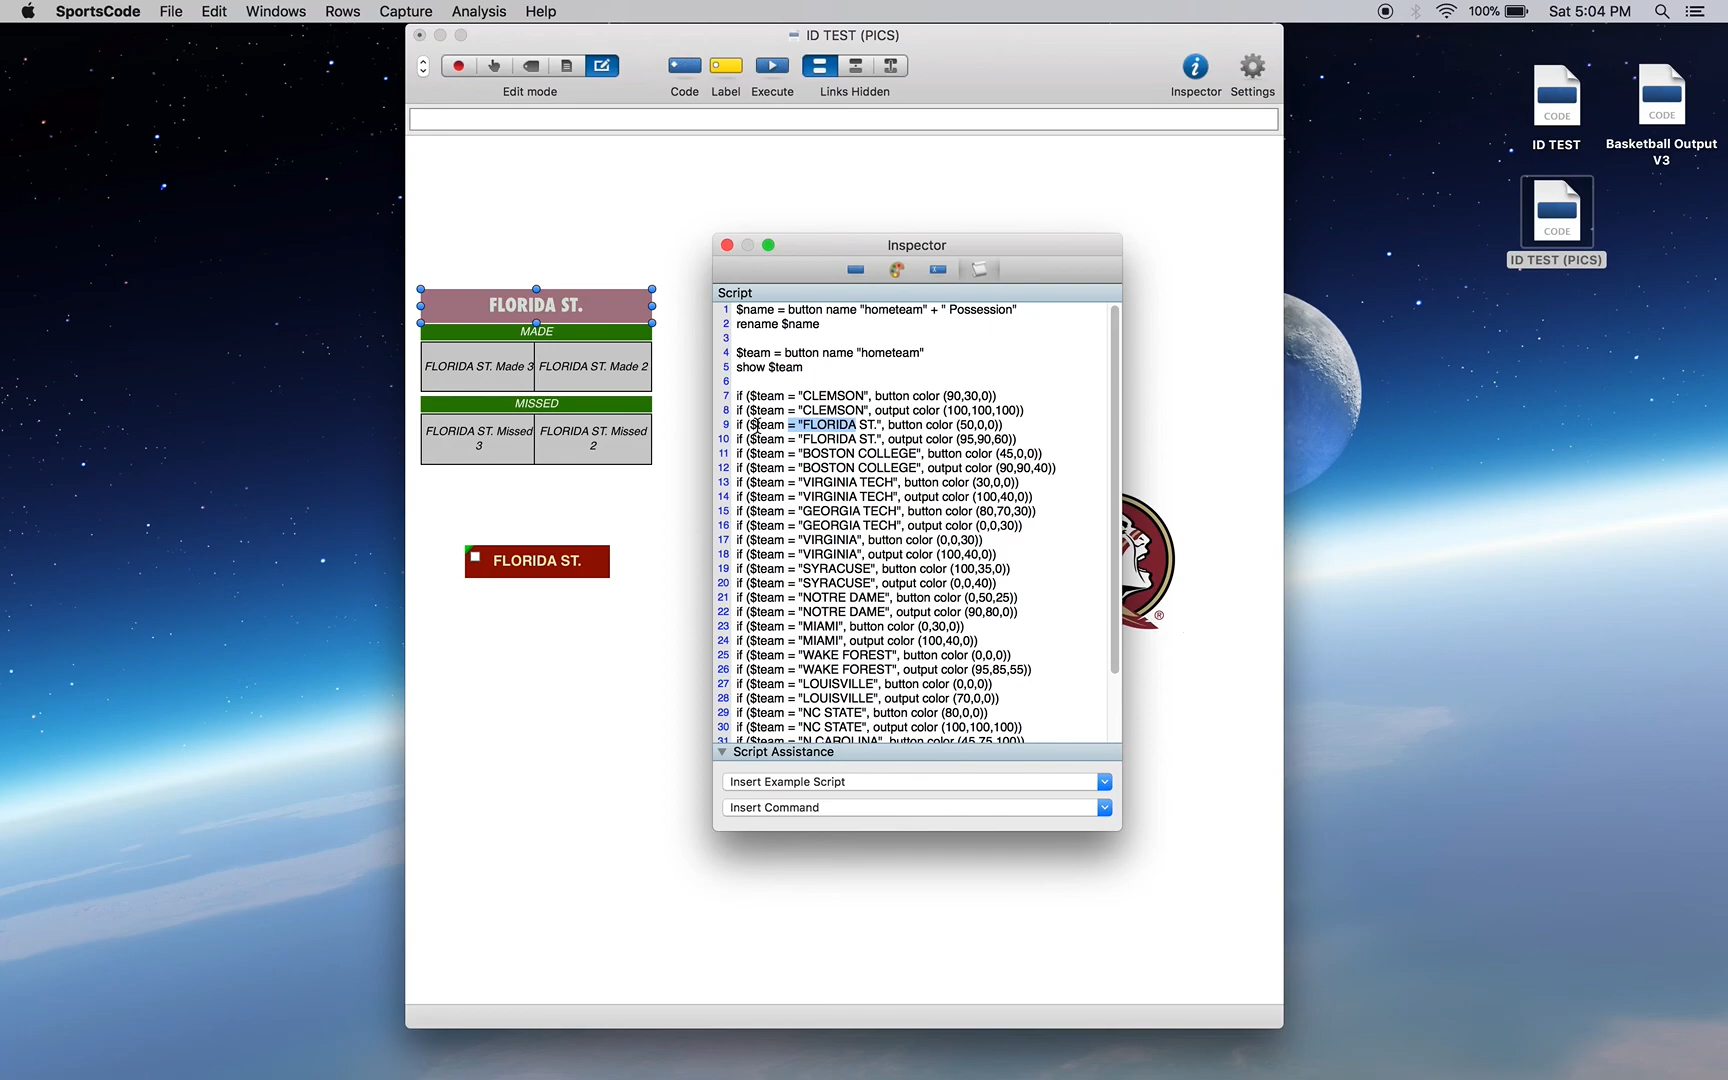 SportsCode File Edit Windows Rows Capture Analysis Help 100% Sat 5:04 PM
ID TEST (PICS)
Edit mode Code Label Execute Links Hidden Inspector Settings
CODE
ID TEST
CODE
Basketball Output
V3
CODE
ID TEST (PICS)
FLORIDA ST.
MADE
FLORIDA ST. Made 3 FLORIDA ST. Made 2
MISSED
FLORIDA ST. Missed
3
FLORIDA ST. Missed
2
FLORIDA ST.
Inspector
Script
1 $name = button name "hometeam" + " Possession"
2 rename $name
3
4 $team = button name "hometeam"
5 show $team
6
7 if ($team = "CLEMSON", button color (90,30,0))
8 if ($team = "CLEMSON", output color (100,100,100))
9 if ($team = "FLORIDA ST.", button color (50,0,0))
10 if ($team = "FLORIDA ST.", output color (95,90,60))
11 if ($team = "BOSTON COLLEGE", button color (45,0,0))
12 if ($team = "BOSTON COLLEGE", output color (90,90,40))
13 if ($team = "VIRGINIA TECH", button color (30,0,0))
14 if ($team = "VIRGINIA TECH", output color (100,40,0))
15 if ($team = "GEORGIA TECH", button color (80,70,30))
16 if ($team = "GEORGIA TECH", output color (0,0,30))
17 if ($team = "VIRGINIA", button color (0,0,30))
18 if ($team = "VIRGINIA", output color (100,40,0))
19 if ($team = "SYRACUSE", button color (100,35,0))
20 if ($team = "SYRACUSE", output color (0,0,40))
21 if ($team = "NOTRE DAME", button color (0,50,25))
22 if ($team = "NOTRE DAME", output color (90,80,0))
23 if ($team = "MIAMI", button color (0,30,0))
24 if ($team = "MIAMI", output color (100,40,0))
25 if ($team = "WAKE FOREST", button color (0,0,0))
26 if ($team = "WAKE FOREST", output color (95,85,55))
27 if ($team = "LOUISVILLE", button color (0,0,0))
28 if ($team = "LOUISVILLE", output color (70,0,0))
29 if ($team = "NC STATE", button color (80,0,0))
30 if ($team = "NC STATE", output color (100,100,100))
31 if ($team = "N CAROLINA", button color (45,75,100))
Script Assistance
Insert Example Script
Insert Command
®